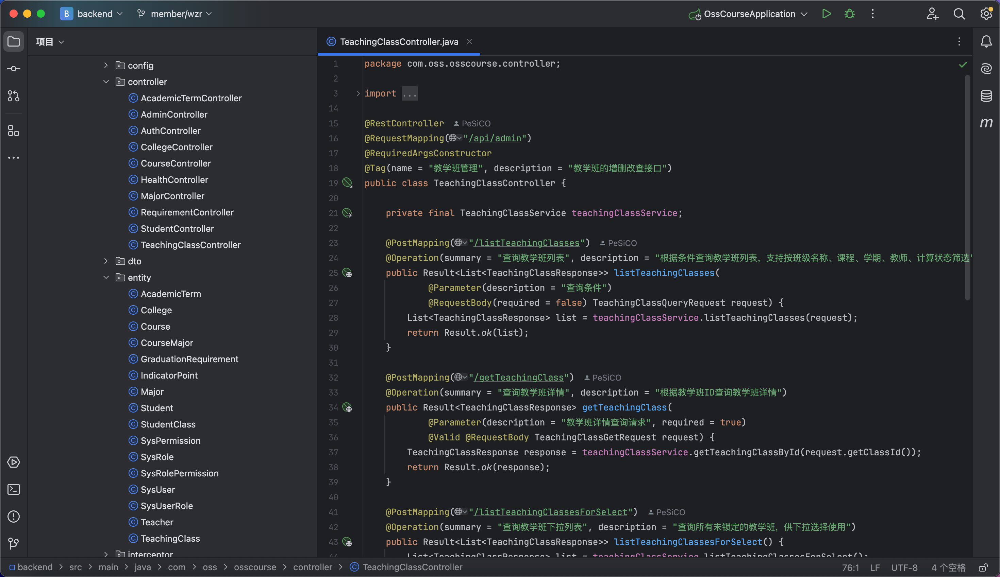 B backend member/wzr OssCourseApplication
项目
config
controller
AcademicTermController
AdminController
AuthController
CollegeController
CourseController
HealthController
MajorController
RequirementController
StudentController
TeachingClassController
dto
entity
AcademicTerm
College
Course
CourseMajor
GraduationRequirement
IndicatorPoint
Major
Student
StudentClass
SysPermission
SysRole
SysRolePermission
SysUser
SysUserRole
Teacher
TeachingClass
interceptor
TeachingClassController.java
1 package com.oss.osscourse.controller;
2
3 import ...
14
15 @RestController PeSiCO
16 @RequestMapping("/api/admin")
17 @RequiredArgsConstructor
18 @Tag(name = "教学班管理", description = "教学班的增删改查接口")
19 public class TeachingClassController {
20
21 private final TeachingClassService teachingClassService;
22
23 @PostMapping("/listTeachingClasses") PeSiCO
24 @Operation(summary = "查询教学班列表", description = "根据条件查询教学班列表，支持按班级名称、课程、学期、教师、计算状态筛选"
25 public Result<List<TeachingClassResponse>> listTeachingClasses(
26 @Parameter(description = "查询条件")
27 @RequestBody(required = false) TeachingClassQueryRequest request) {
28 List<TeachingClassResponse> list = teachingClassService.listTeachingClasses(request);
29 return Result.ok(list);
30 }
31
32 @PostMapping("/getTeachingClass") PeSiCO
33 @Operation(summary = "查询教学班详情", description = "根据教学班ID查询教学班详情")
34 public Result<TeachingClassResponse> getTeachingClass(
35 @Parameter(description = "教学班详情查询请求", required = true)
36 @Valid @RequestBody TeachingClassGetRequest request) {
37 TeachingClassResponse response = teachingClassService.getTeachingClassById(request.getClassId());
38 return Result.ok(response);
39 }
40
41 @PostMapping("/listTeachingClassesForSelect") PeSiCO
42 @Operation(summary = "查询教学班下拉列表", description = "查询所有未锁定的教学班，供下拉选择使用")
43 public Result<List<TeachingClassResponse>> listTeachingClassesForSelect() {
44 List<TeachingClassResponse> list = teachingClassService.listTeachingClassesForSelect();
m
backend > src > main > java > com > oss > osscourse > controller > TeachingClassController
76:1 LF UTF-8 4 个空格